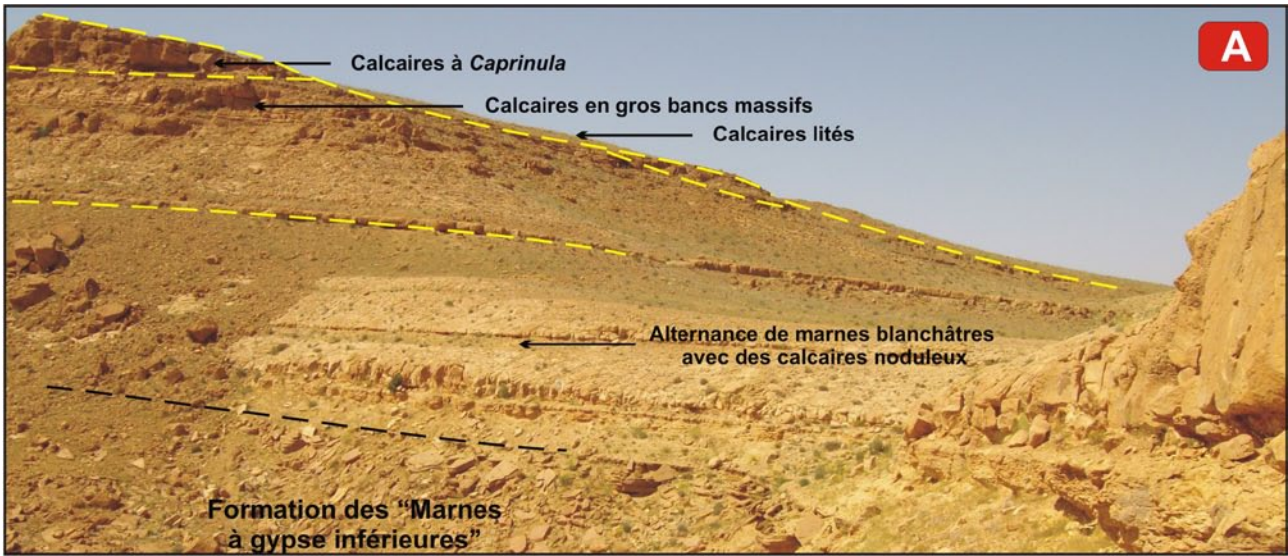 A
Calcaires à Caprinula
Calcaires en gros bancs massifs
Calcaires lités
Alternance de marnes blanchâtres
avec des calcaires noduleux
Formation des “Marnes
à gypse inférieures”